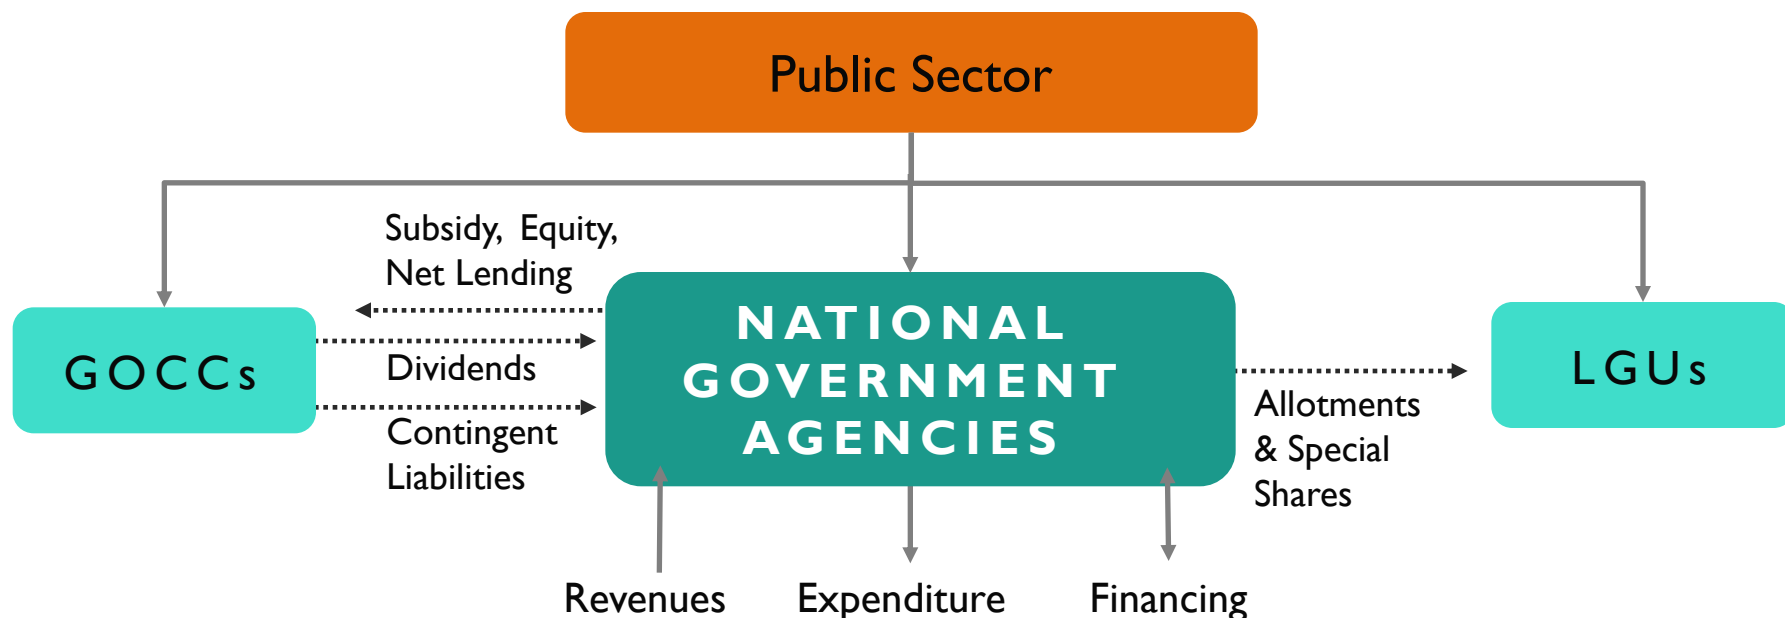 Public Sector
Subsidy, Equity,
Net Lending
GOCCs
Dividends
Contingent
Liabilities
NATIONAL
GOVERNMENT
AGENCIES
Allotments
& Special
Shares
LGUs
Revenues
Expenditure
Financing